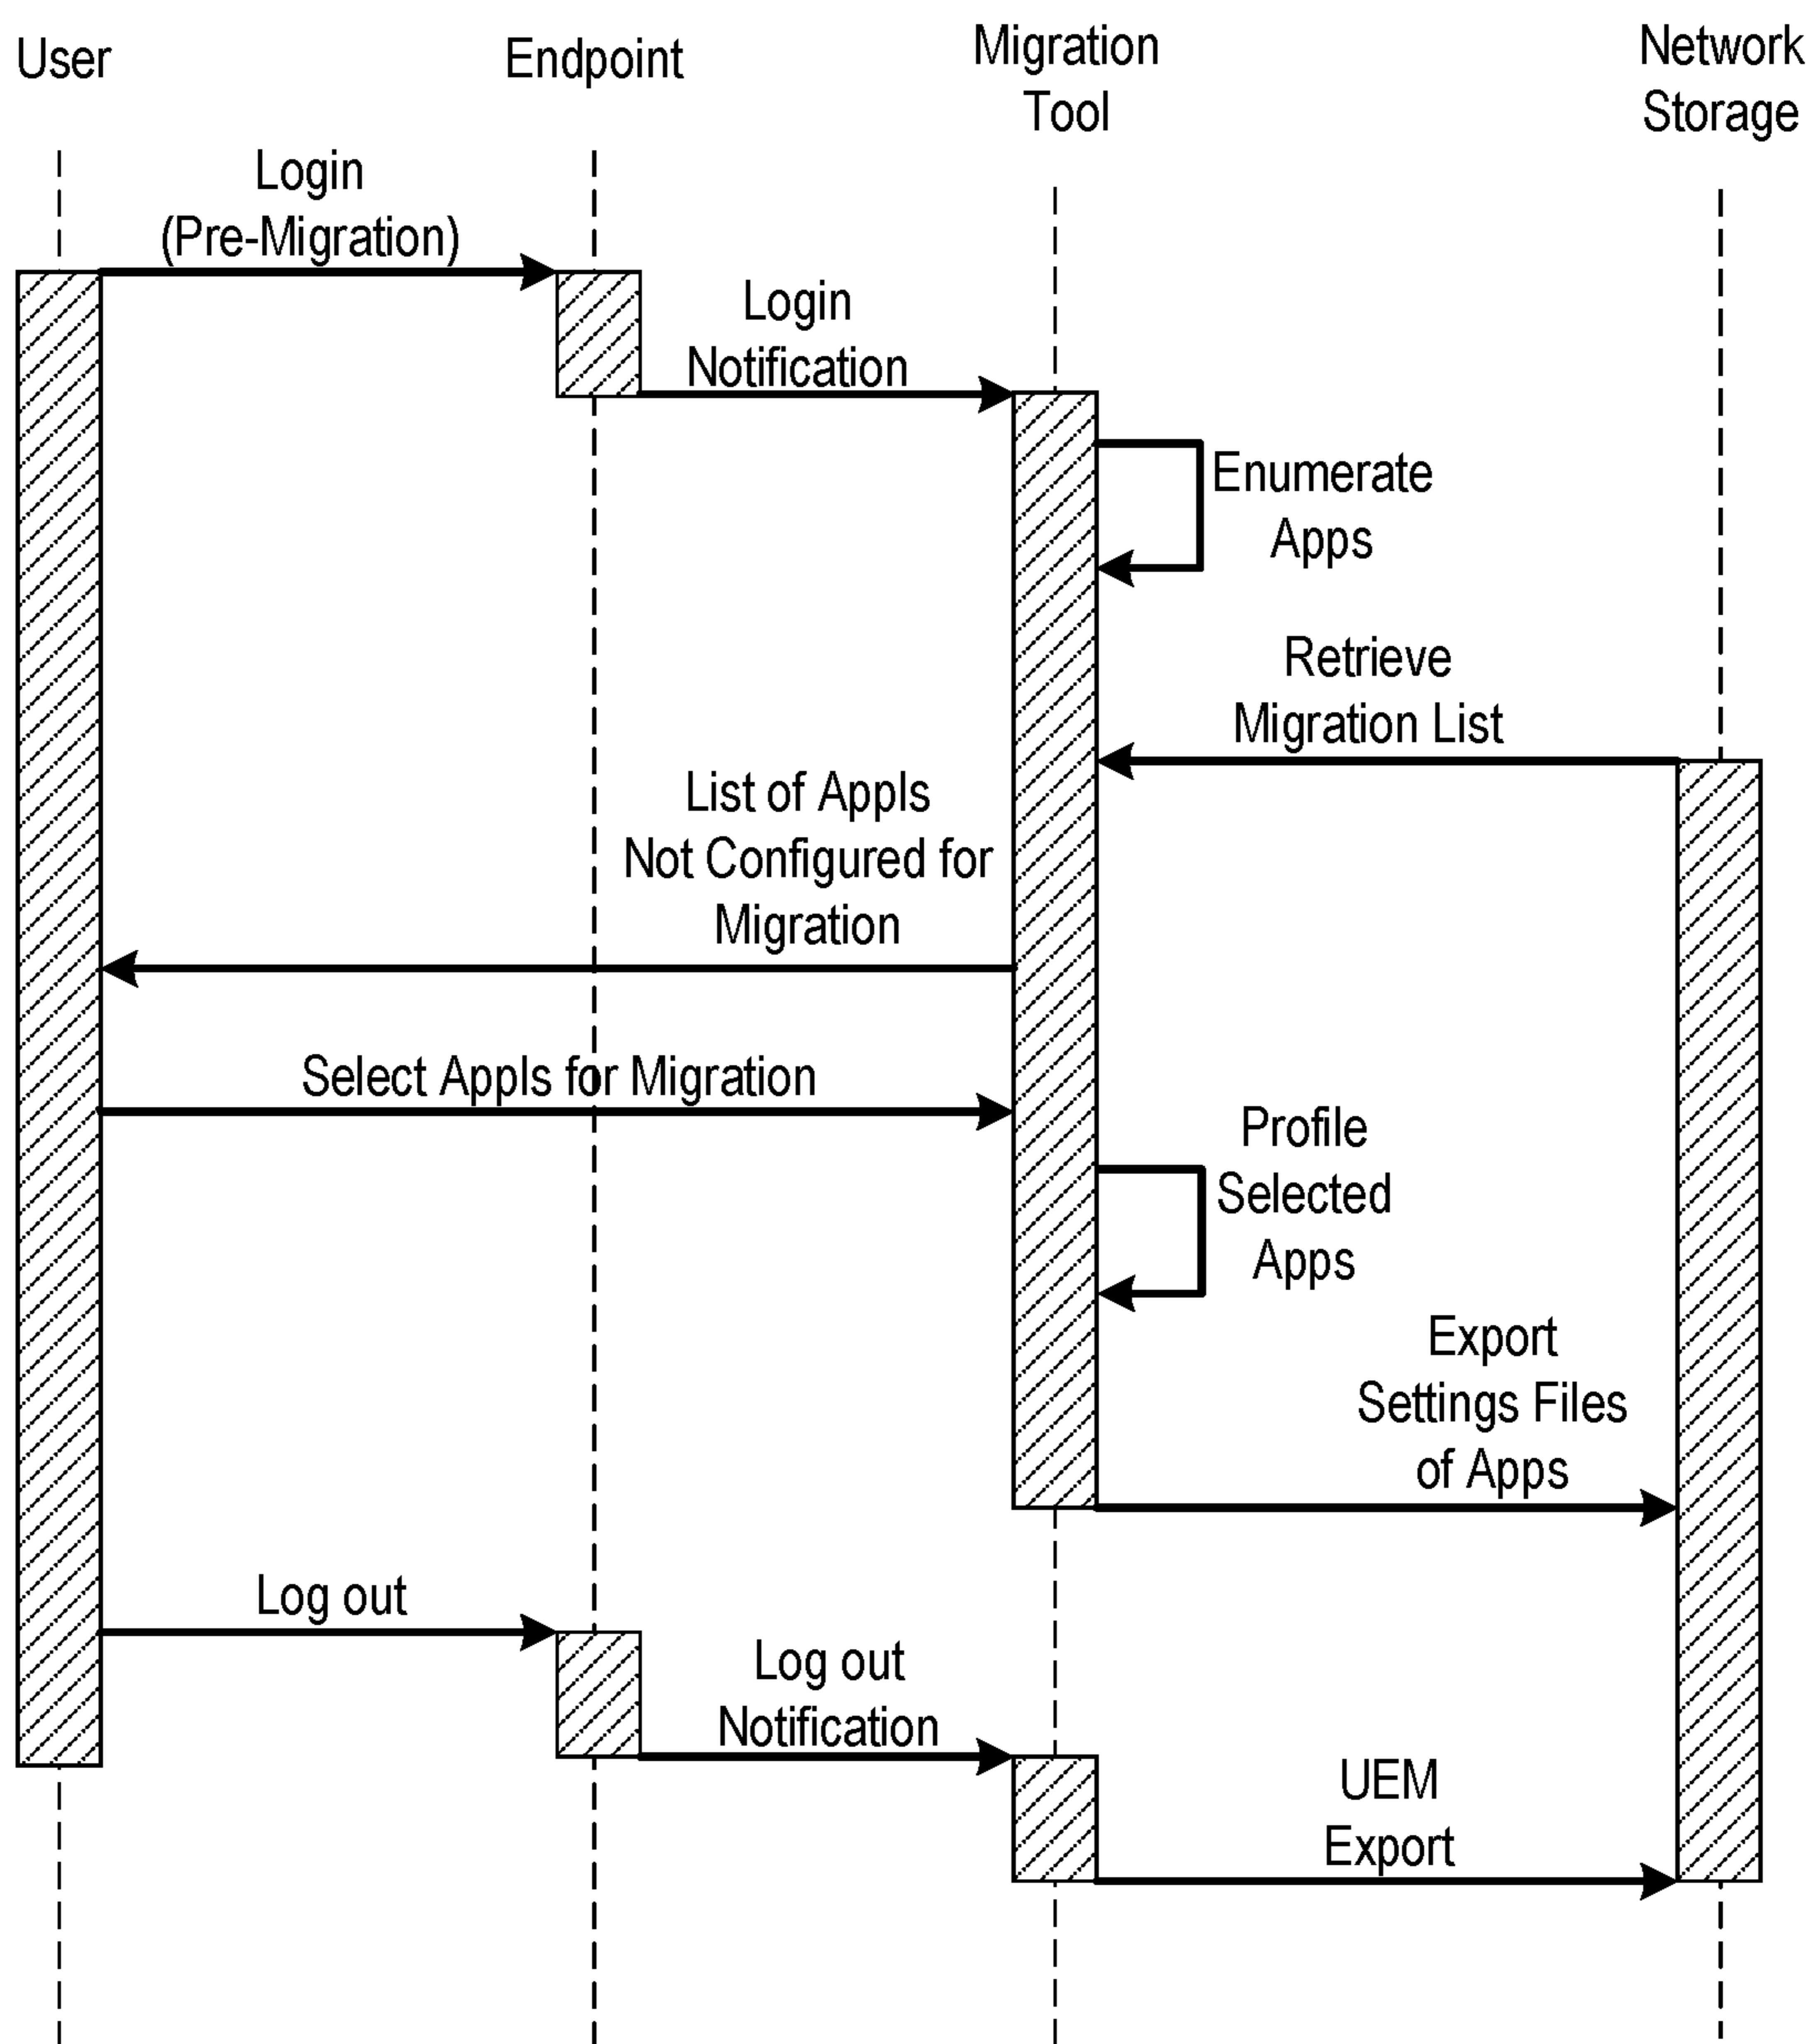 User
Endpoint
Migration
Tool
Network
Storage
Login
(Pre-Migration)
Login
Notification
Enumerate
Apps
Retrieve
Migration List
List of Appls
Not Configured for
Migration
Select Appls for Migration
Profile
Selected
Apps
Export
Settings Files
of Apps
Log out
Log out
Notification
UEM
Export